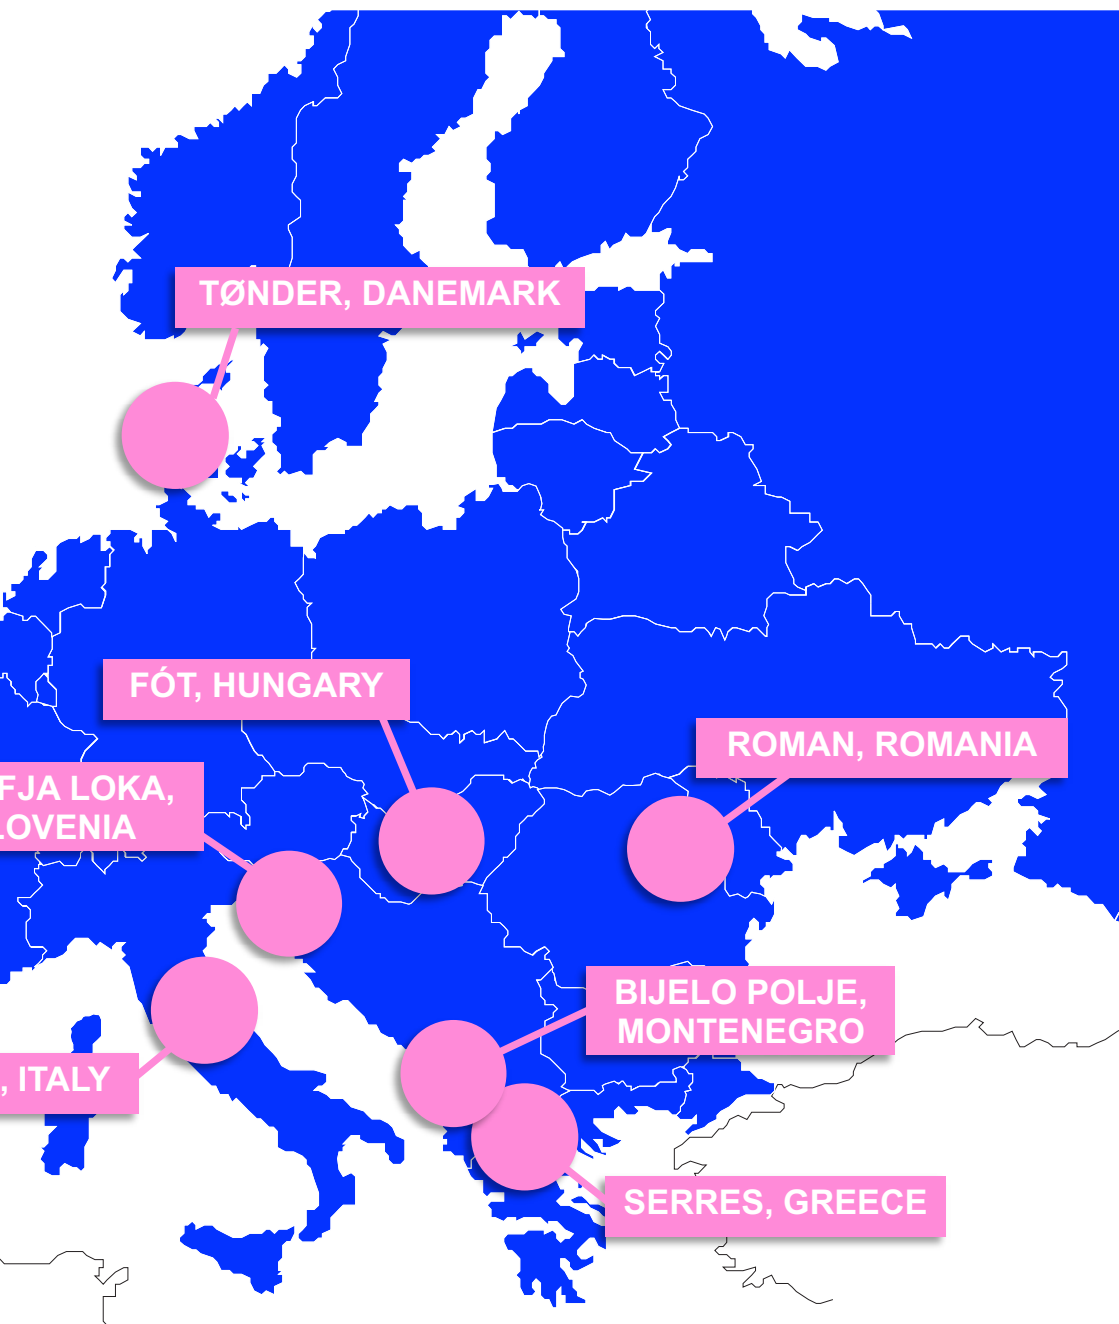 TØNDER, DANEMARK
FÓT, HUNGARY
ROMAN, ROMANIA
FJA LOKA,
LOVENIA
BIJELO POLJE,
MONTENEGRO
, ITALY
SERRES, GREECE